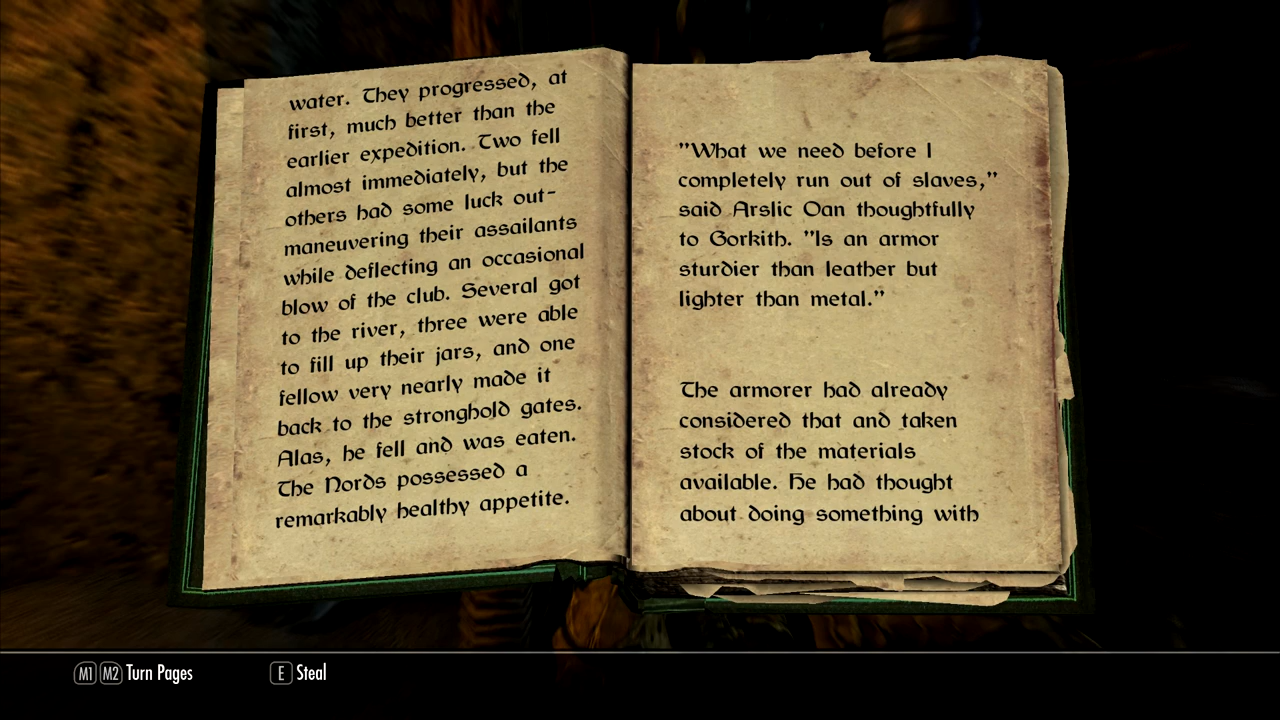 water. They progressed, at
first, much better than the
earlier expedition. Two fell
almost immediately, but the
others had some luck out-
maneuvering their assailants
while deflecting an occasional
blow of the club. Several got
to the river, three were able
to fill up their jars, and one
fellow very nearly made it
back to the stronghold gates.
Alas, he fell and was eaten.
The Nords possessed a
remarkably healthy appetite.
"What we need before I
completely run out of slaves,"
said Arslic Oan thoughtfully
to Gorkith. "Is an armor
sturdier than leather but
lighter than metal."
The armorer had already
considered that and taken
stock of the materials
available. He had thought
about doing something with
M1 M2 Turn Pages
E Steal